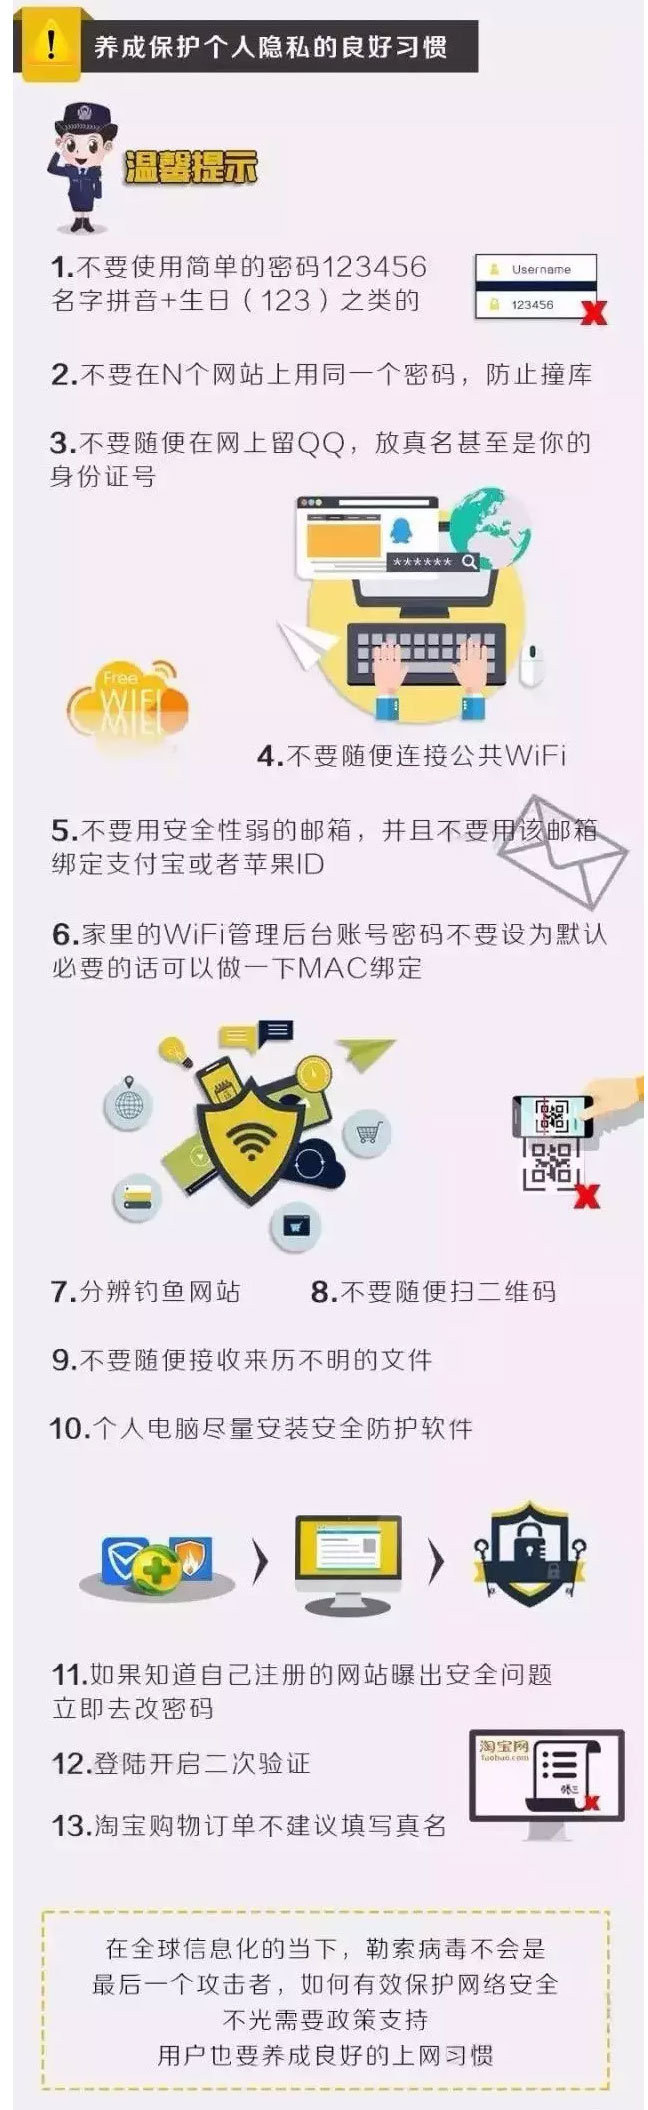 养成保护个人隐私的良好习惯
温馨提示
1.不要使用简单的密码123456
名字拼音+生日(123)之类的
Username
123456
2.不要在N个网站上用同一个密码，防止撞库
3.不要随便在网上留QQ，放真名甚至是你的
身份证号
******
Free
WIFI
4.不要随便连接公共WiFi
5.不要用安全性弱的邮箱，并且不要用该邮箱
绑定支付宝或者苹果ID
6.家里的WiFi管理后台账号密码不要设为默认
必要的话可以做一下MAC绑定
7.分辨钓鱼网站
8.不要随便扫二维码
9.不要随便接收来历不明的文件
10.个人电脑尽量安装安全防护软件
11.如果知道自己注册的网站曝出安全问题
立即去改密码
12.登陆开启二次验证
淘宝网
taobao.com
张三
13.淘宝购物订单不建议填写真名
在全球信息化的当下，勒索病毒不会是
最后一个攻击者，如何有效保护网络安全
不光需要政策支持
用户也要养成良好的上网习惯